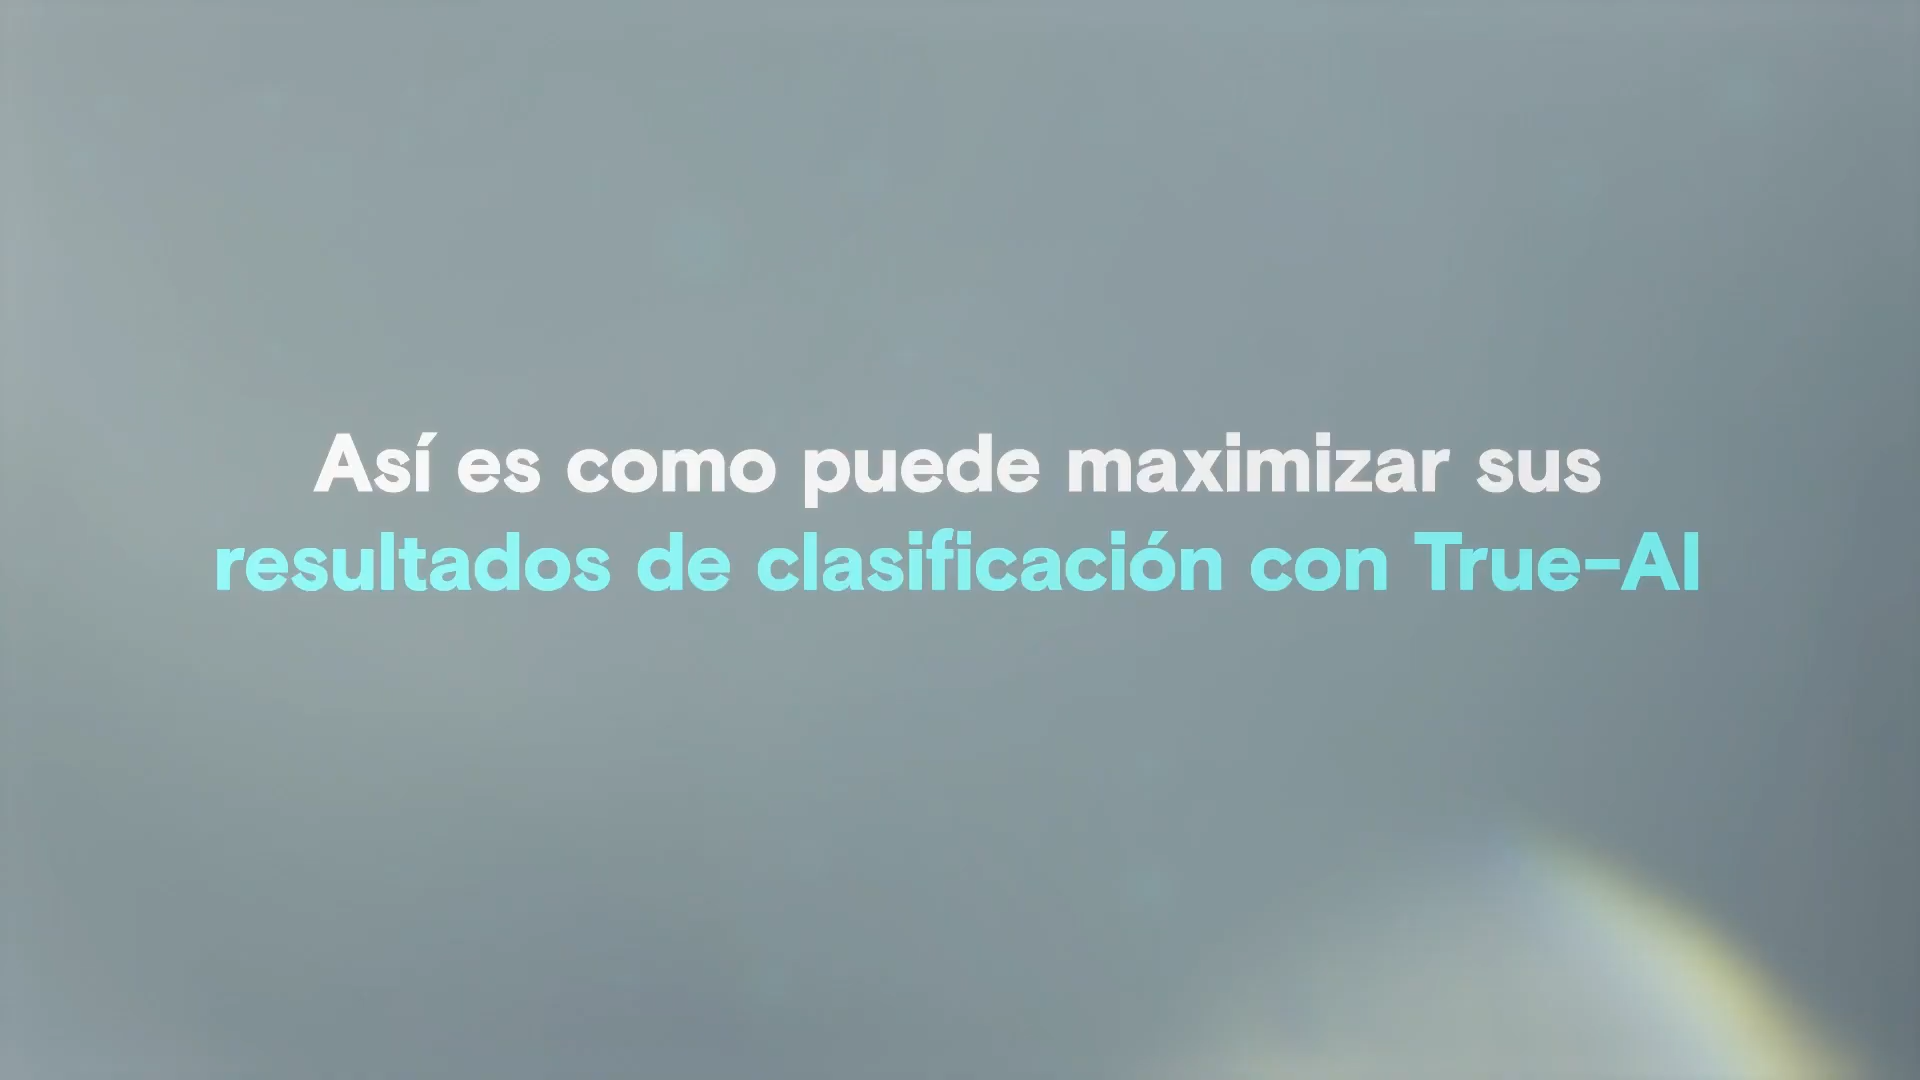 Así es como puede maximizar sus
resultados de clasificación con True-AI